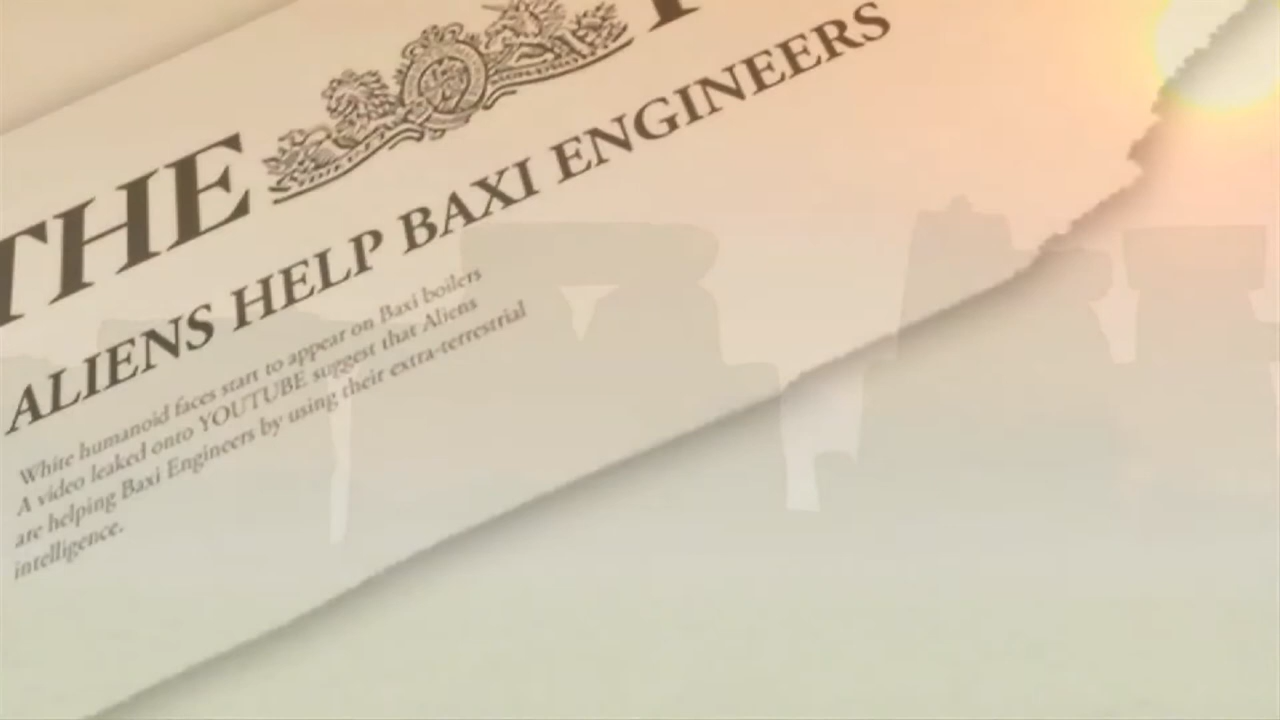 THE
ALIENS HELP BAXI ENGINEERS
White humanoid faces start to appear on Baxi boilers
A video leaked onto YOUTUBE suggest that Aliens
are helping Baxi Engineers by using their extra-terrestrial
intelligence.